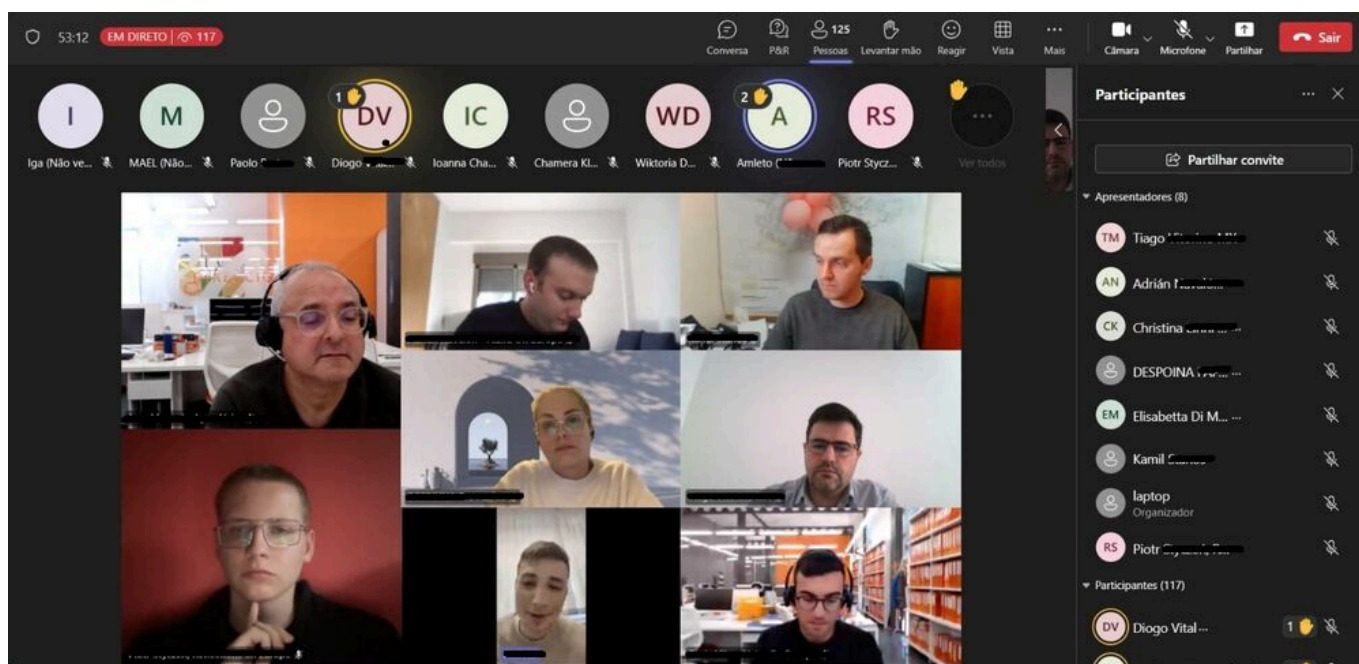 53:12 EM DIRETO 117
125
Conversa P&R Pessoas Levantar mão Reagir Vista Mais Câmara Microfone Partilhar Sair
I M DV 1 IC WD A 2 RS ...
Iga (Não ve... MAEL (Não... Paolo Diogo Ioanna Cha... Chamera Kl... Wiktoria D... Amleto Piotr Stycz... Ver todos
Participantes
Partilhar convite
Apresentadores (8)
TM Tiago
AN Adrián
CK Christina
DESPOINA
EM Elisabetta Di M... ...
Kamil
laptop
Organizador
RS Piotr
Participantes (117)
DV Diogo Vital ... 1